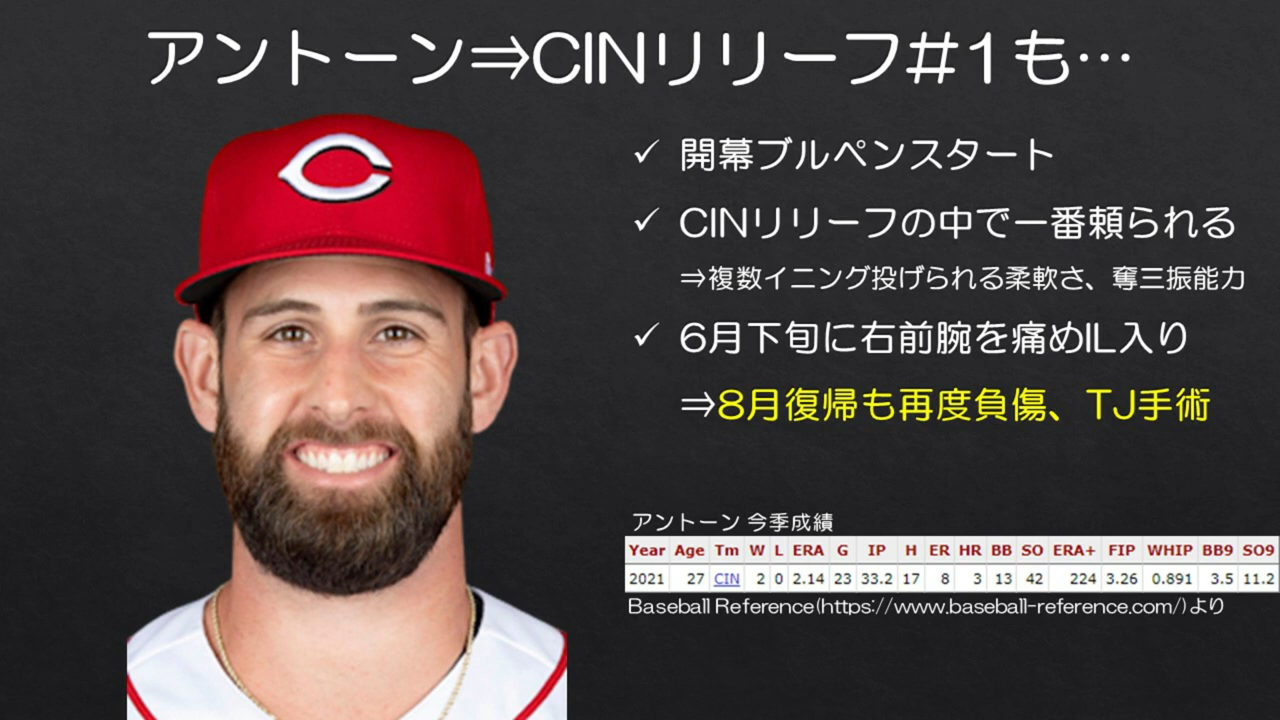 アントーン⇒CINリリーフ#1も…
✓ 開幕ブルペンスタート
✓ CINリリーフの中で一番頼られる
⇒複数イニング投げられる柔軟さ、奪三振能力
✓ 6月下旬に右前腕を痛めIL入り
⇒8月復帰も再度負傷、TJ手術
アントーン 今季成績
Year Age Tm W L ERA G IP H ER HR BB SO ERA+ FIP WHIP BB9 SO9
2021 27 CIN 2 0 2.14 23 33.2 17 8 3 13 42 224 3.26 0.891 3.5 11.2
Baseball Reference(https://www.baseball-reference.com/)より